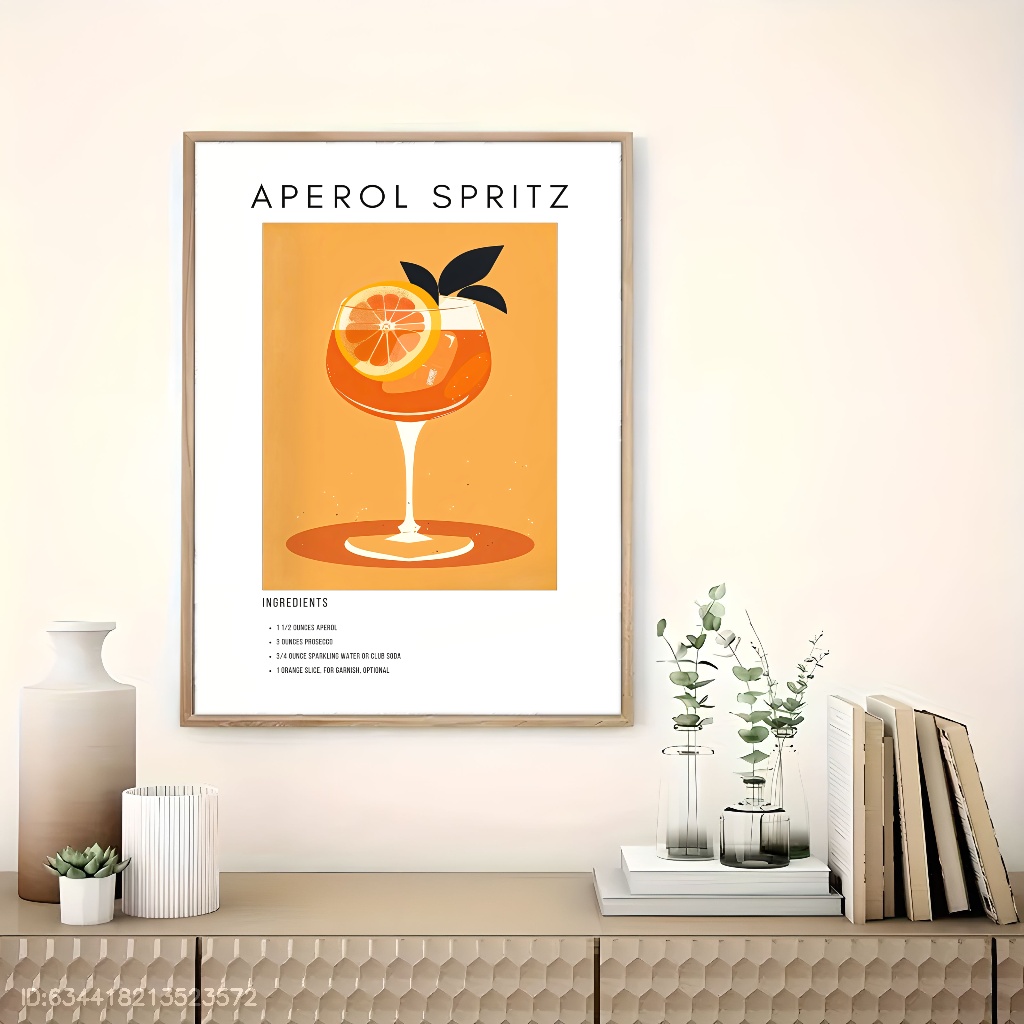 APEROL SPRITZ
INGREDIENTS
• 1 1/2 OUNCES APEROL
• 3 OUNCES PROSECCO
• 3/4 OUNCE SPARKLING WATER OR CLUB SODA
• 1 ORANGE SLICE, FOR GARNISH, OPTIONAL
ID:634418213523572